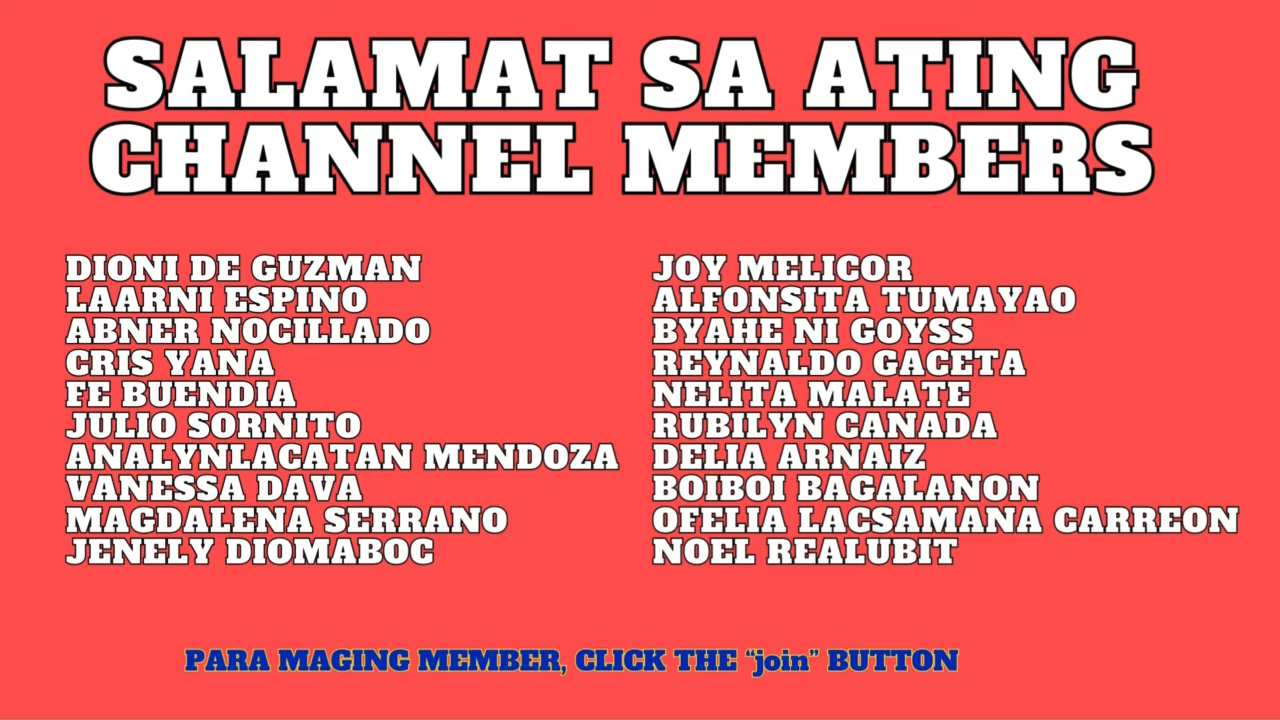 SALAMAT SA ATING
CHANNEL MEMBERS
DIONI DE GUZMAN
LAARNI ESPINO
ABNER NOCILLADO
CRIS YANA
FE BUENDIA
JULIO SORNITO
ANALYNLACATAN MENDOZA
VANESSA DAVA
MAGDALENA SERRANO
JENELY DIOMABOC
JOY MELICOR
ALFONSITA TUMAYAO
BYAHE NI GOYSS
REYNALDO GACETA
NELITA MALATE
RUBILYN CANADA
DELIA ARNAIZ
BOIBOI BAGALANON
OFELIA LACSAMANA CARREON
NOEL REALUBIT
PARA MAGING MEMBER, CLICK THE “join” BUTTON